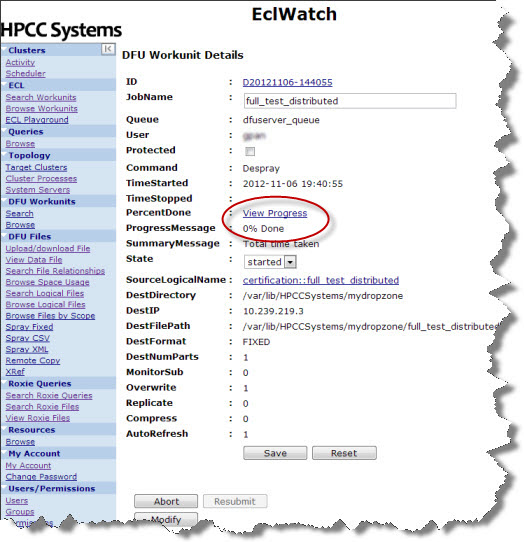 EclWatch
HPCC Systems
Clusters
Activity
Scheduler
ECL
Search Workunits
Browse Workunits
ECL Playground
Queries
Browse
Topology
Target Clusters
Cluster Processes
System Servers
DFU Workunits
Search
Browse
DFU Files
Upload/download File
View Data File
Search File Relationships
Browse Space Usage
Search Logical Files
Browse Logical Files
Browse Files by Scope
Spray Fixed
Spray CSV
Spray XML
Remote Copy
XRef
Roxie Queries
Search Roxie Queries
Search Roxie Files
View Roxie Files
Resources
Browse
My Account
My Account
Change Password
Users/Permissions
Users
Groups
DFU Workunit Details
ID : D20121106-144055
JobName : full_test_distributed
Queue : dfuserver_queue
User :
Protected :
Command : Despray
TimeStarted : 2012-11-06 19:40:55
TimeStopped :
PercentDone : View Progress
ProgressMessage : 0% Done
SummaryMessage : Total time taken
State : started
SourceLogicalName : certification::full_test_distributed
DestDirectory : /var/lib/HPCCSystems/mydropzone
DestIP : 10.239.219.3
DestFilePath : /var/lib/HPCCSystems/mydropzone/full_test_distributed
DestFormat : FIXED
DestNumParts : 1
MonitorSub : 0
Overwrite : 1
Replicate : 0
Compress : 0
AutoRefresh : 1
Save Reset
Abort Resubmit
Modify